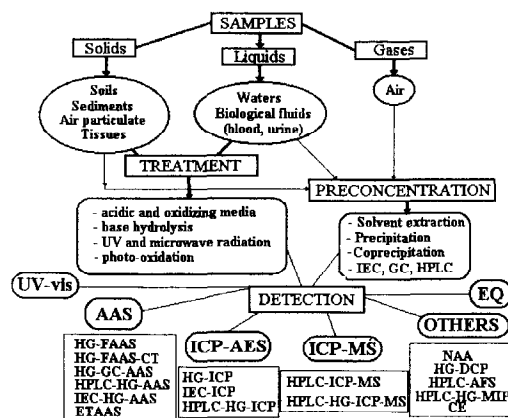 SAMPLES
Solids
Liquids
Gases
Soils
Sediments
Air particulate
Tissues
Waters
Biological fluids
(blood, urine)
Air
TREATMENT
PRECONCENTRATION
- acidic and oxidizing media
- base hydrolysis
- UV and microwave radiation
- photo-oxidation
- Solvent extraction
- Precipitation
- Coprecipitation
- IEC, GC, HPLC
UV-vis
DETECTION
EQ
AAS
OTHERS
ICP-AES
ICP-MS
HG-FAAS
HG-FAAS-CT
HG-GC-AAS
HPLC-HG-AAS
IEC-HG-AAS
ETAAS
HG-ICP
IEC-ICP
HPLC-HG-ICP
HPLC-ICP-MS
HPLC-HG-ICP-MS
NAA
HG-DCP
HPLC-AFS
HPLC-HG-MIP
CE